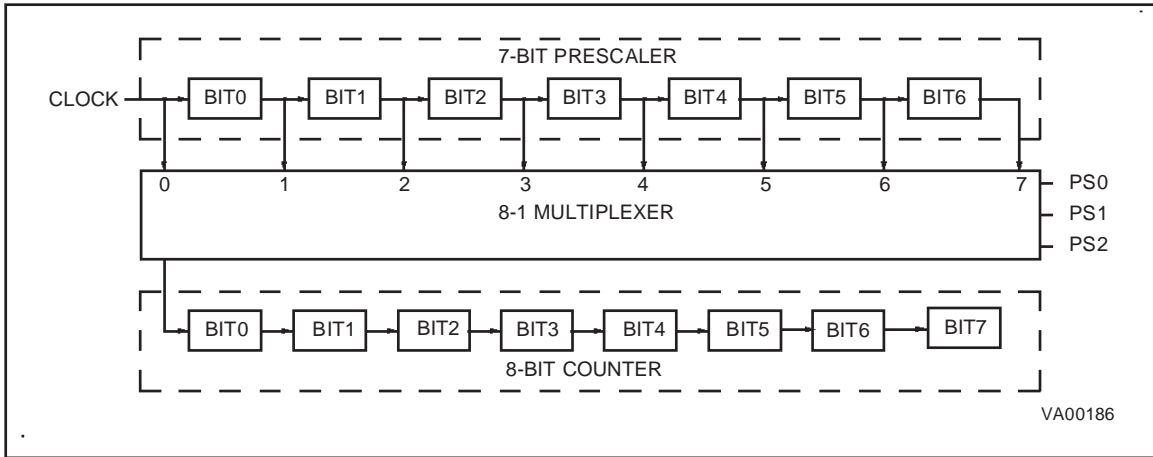 7-BIT PRESCALER
CLOCK BIT0 BIT1 BIT2 BIT3 BIT4 BIT5 BIT6
0 1 2 3 4 5 6 7 PS0
8-1 MULTIPLEXER PS1
PS2
BIT0 BIT1 BIT2 BIT3 BIT4 BIT5 BIT6 BIT7
8-BIT COUNTER
VA00186